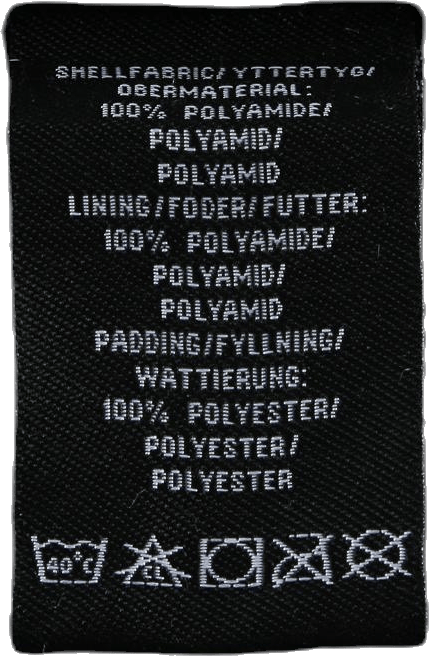 SHELLFABRIC/YTTERTYG/
OBERMATERIAL:
100% POLYAMIDE/
POLYAMID/
POLYAMID
LINING/FODER/FUTTER:
100% POLYAMIDE/
POLYAMID/
POLYAMID
PADDING/FYLLNING/
WATTIERUNG:
100% POLYESTER/
POLYESTER/
POLYESTER
40°C CL